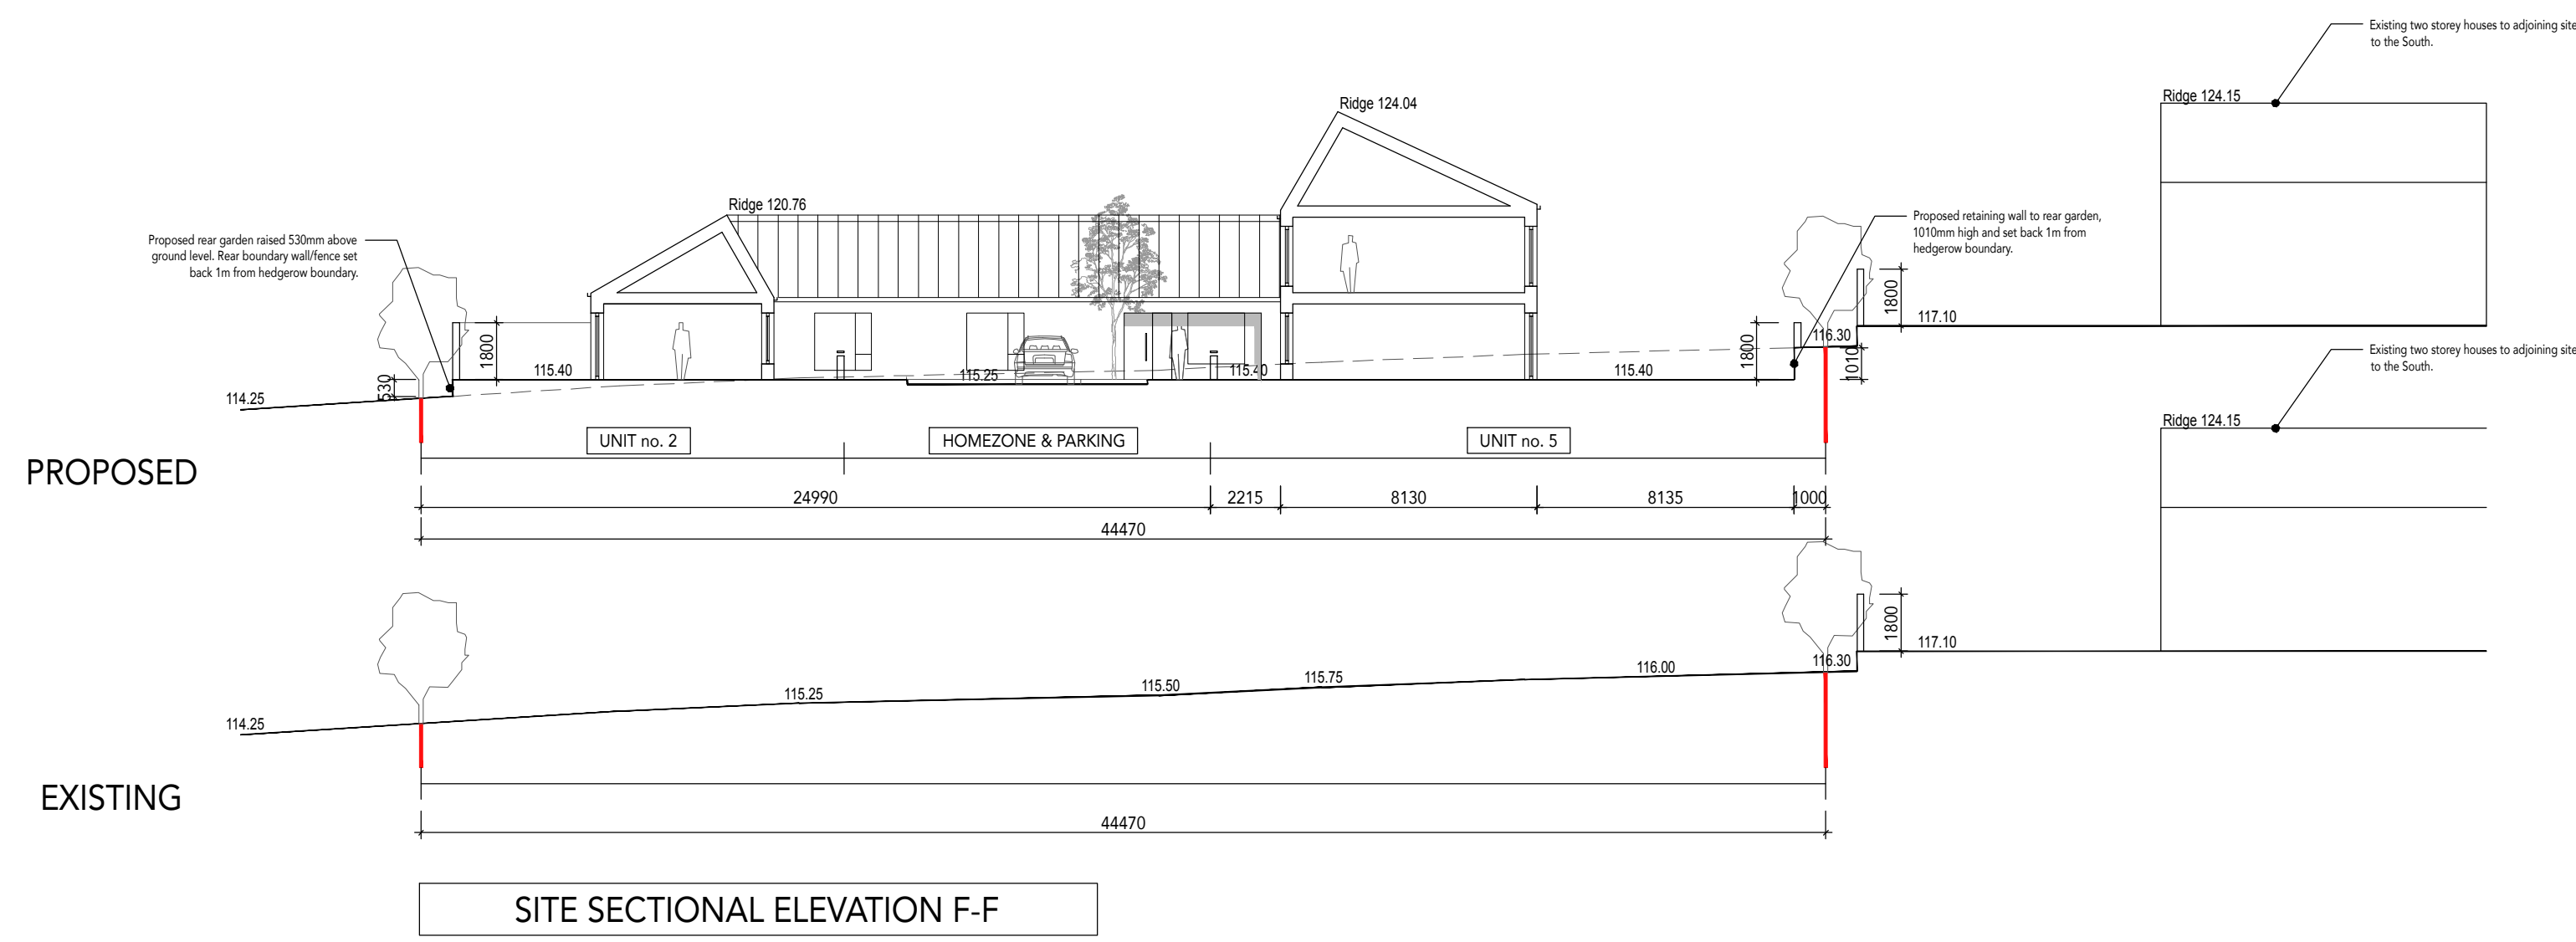 Existing two storey houses to adjoining site
to the South.
Ridge 124.15
Ridge 124.04
Ridge 120.76
Proposed rear garden raised 530mm above
ground level. Rear boundary wall/fence set
back 1m from hedgerow boundary.
Proposed retaining wall to rear garden,
1010mm high and set back 1m from
hedgerow boundary.
1800
1800
1800
117.10
116.30
1010
530
115.40
115.25
115.40
115.40
114.25
Existing two storey houses to adjoining site
to the South.
UNIT no. 2
HOMEZONE & PARKING
UNIT no. 5
PROPOSED
24990
2215
8130
8135
1000
44470
Ridge 124.15
1800
117.10
116.30
116.00
115.75
115.50
115.25
114.25
EXISTING
44470
SITE SECTIONAL ELEVATION F-F